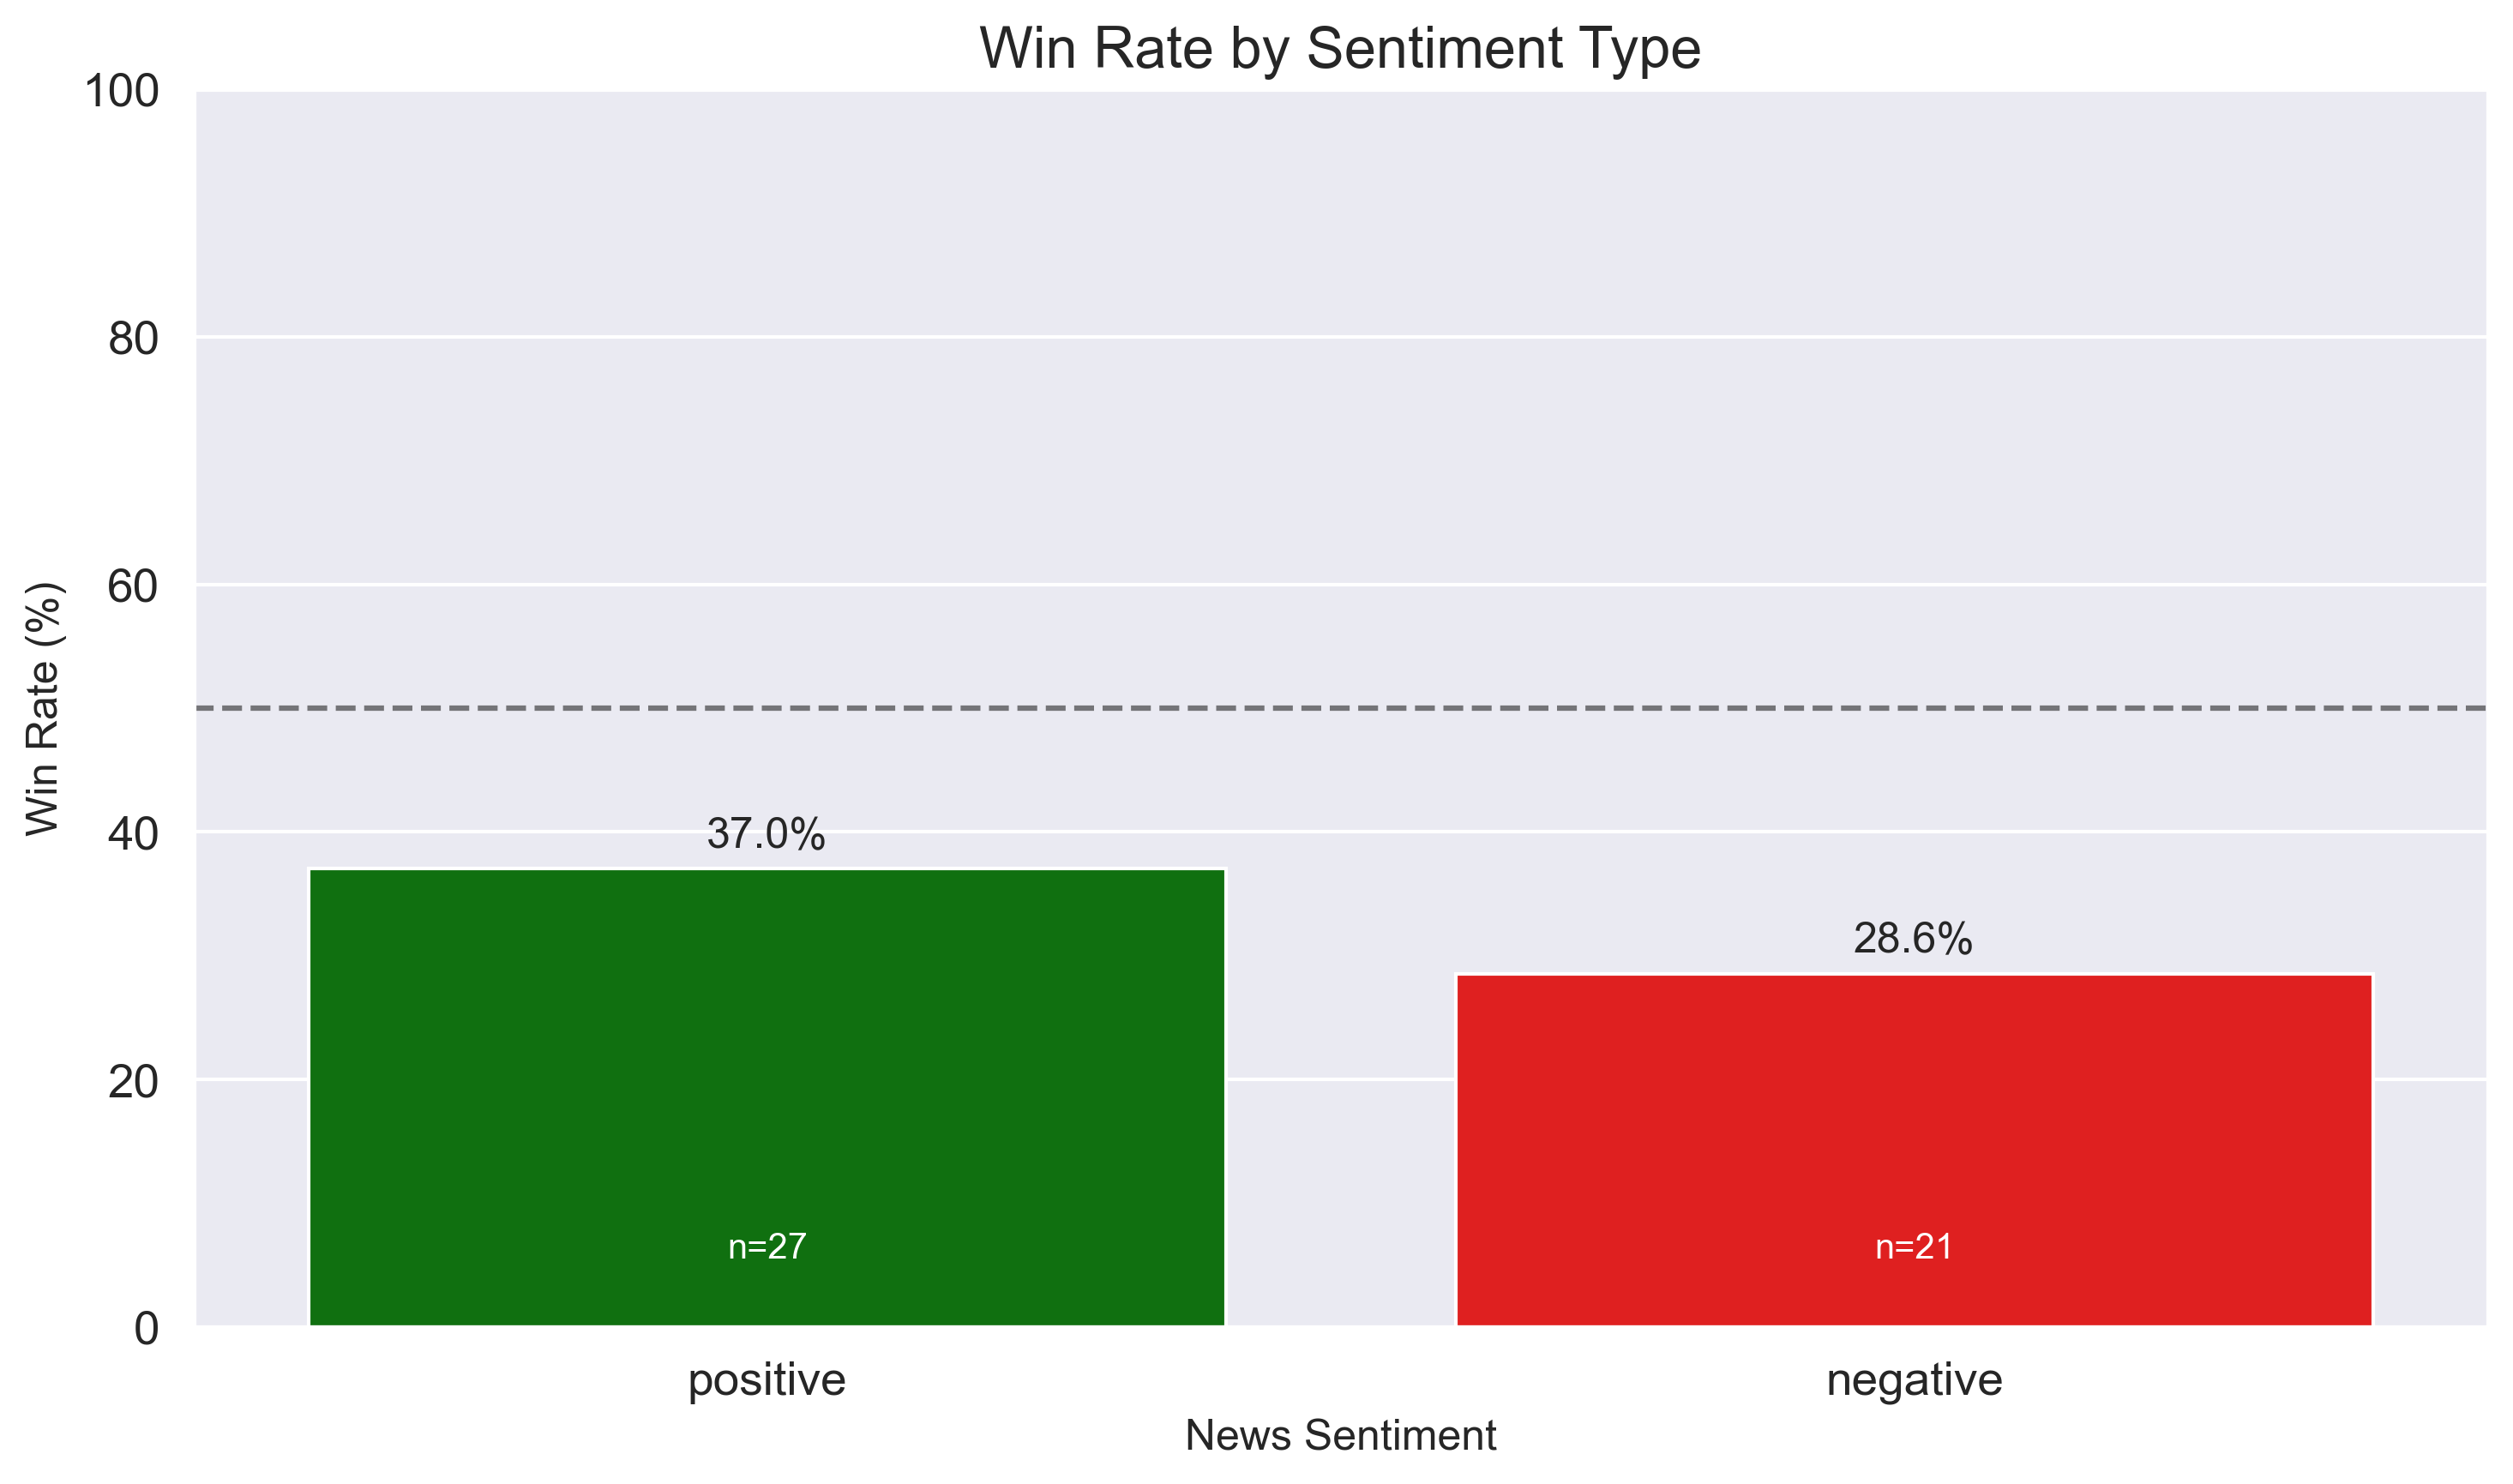 Win Rate by Sentiment Type
100
80
60
40
20
0
Win Rate (%)
37.0%
28.6%
n=27
n=21
positive
negative
News Sentiment